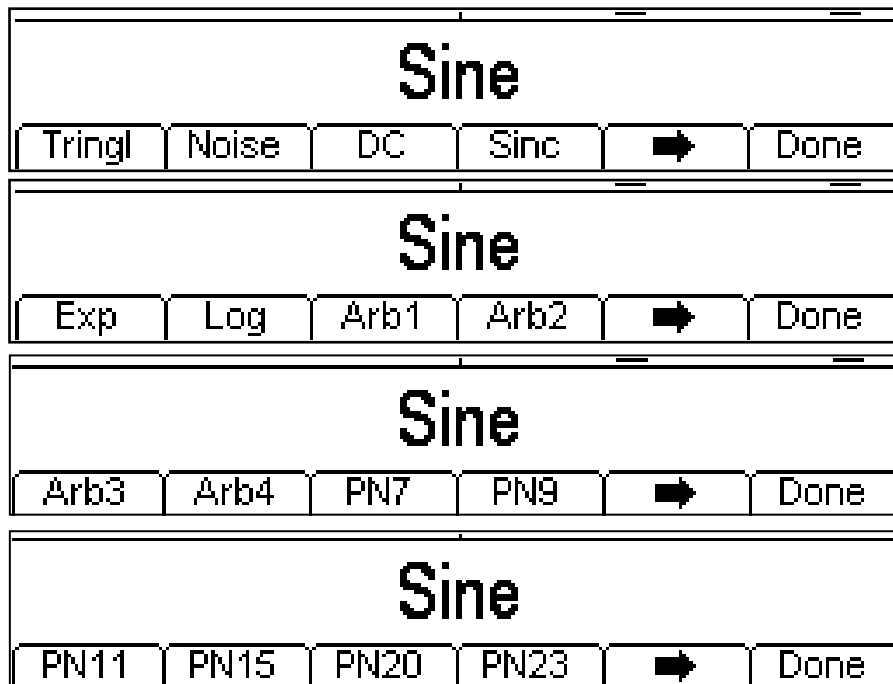 Sine
Tringl Noise DC Sinc ➡ Done
Sine
Exp Log Arb1 Arb2 ➡ Done
Sine
Arb3 Arb4 PN7 PN9 ➡ Done
Sine
PN11 PN15 PN20 PN23 ➡ Done